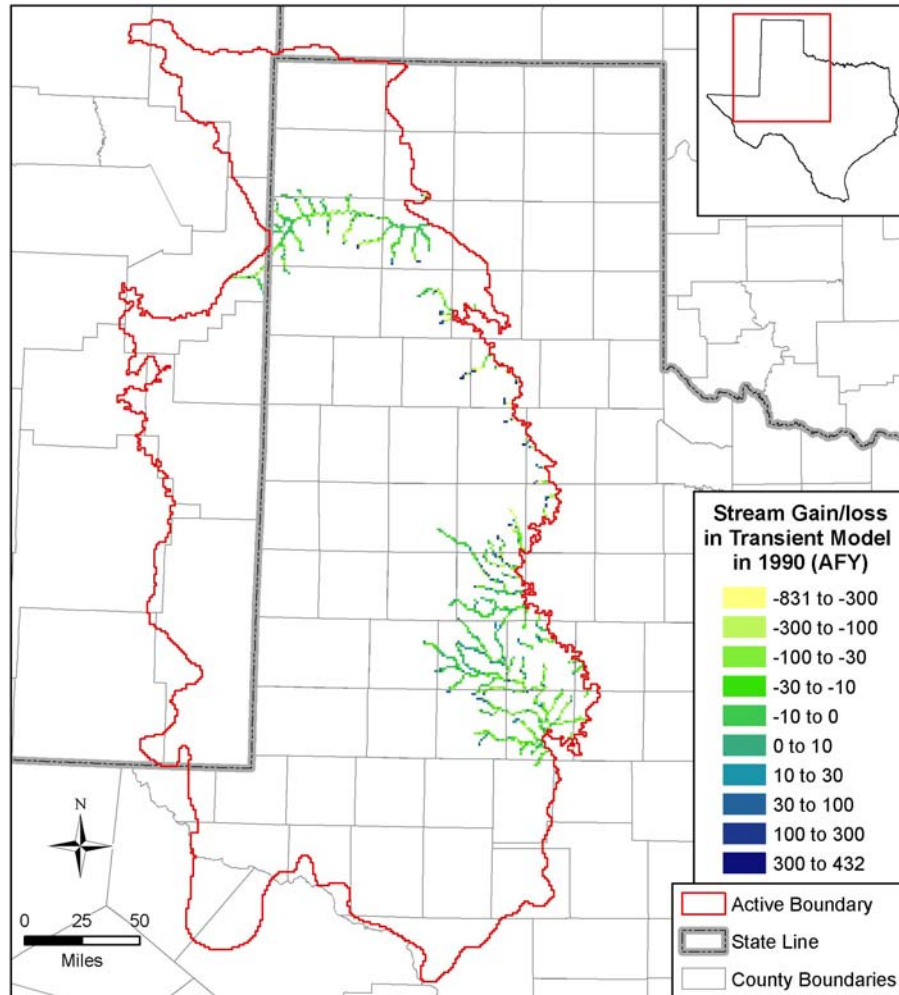 Stream Gain/loss
in Transient Model
in 1990 (AFY)
-831 to -300
-300 to -100
-100 to -30
-30 to -10
-10 to 0
0 to 10
10 to 30
30 to 100
100 to 300
300 to 432
N
0 25 50
Miles
Active Boundary
State Line
County Boundaries